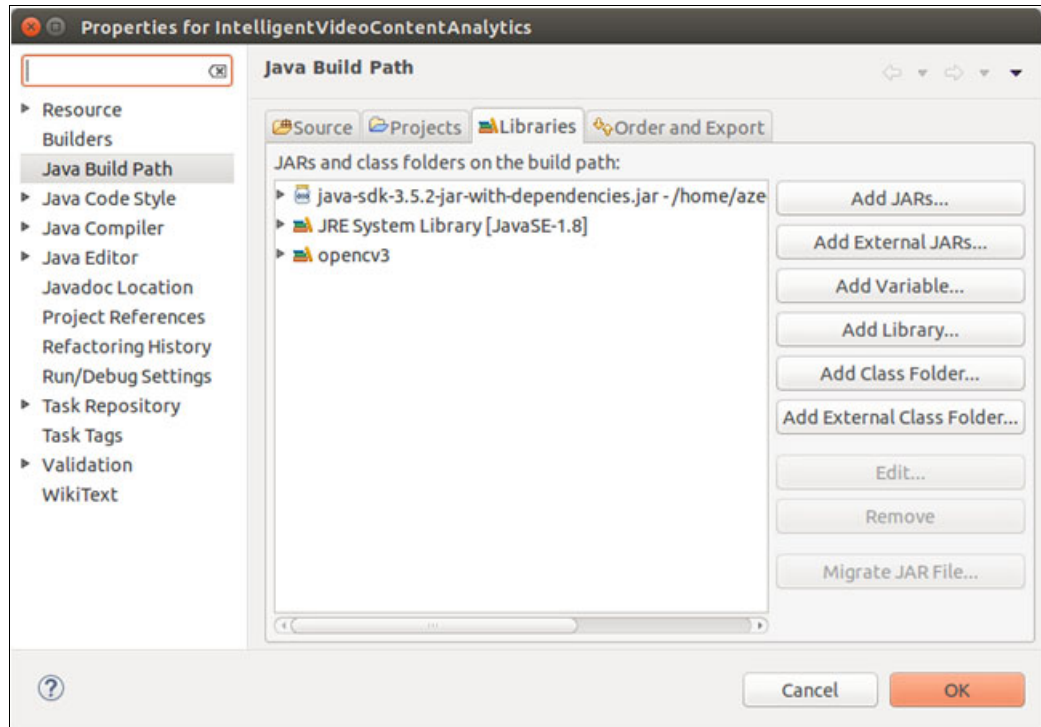 Properties for IntelligentVideoContentAnalytics
Java Build Path
Resource
Builders
Java Build Path
Java Code Style
Java Compiler
Java Editor
Javadoc Location
Project References
Refactoring History
Run/Debug Settings
Task Repository
Task Tags
Validation
WikiText
Source Projects Libraries Order and Export
JARs and class folders on the build path:
java-sdk-3.5.2-jar-with-dependencies.jar - /home/aze
JRE System Library [JavaSE-1.8]
opencv3
Add JARs...
Add External JARs...
Add Variable...
Add Library...
Add Class Folder...
Add External Class Folder...
Edit...
Remove
Migrate JAR File...
Cancel OK